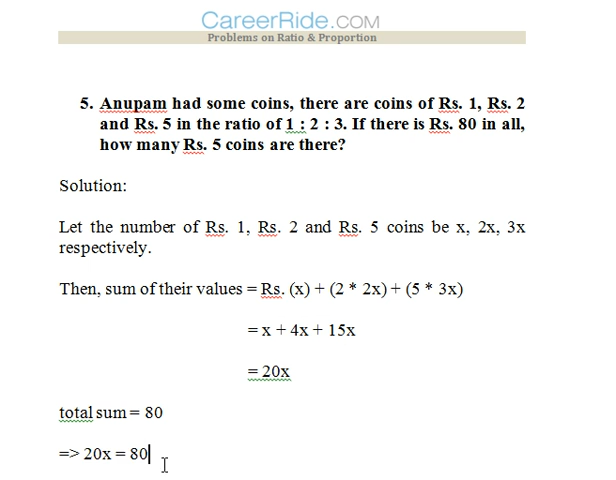 CareerRide.COM
Problems on Ratio & Proportion
5. Anupam had some coins, there are coins of Rs. 1, Rs. 2
and Rs. 5 in the ratio of 1 : 2 : 3. If there is Rs. 80 in all,
how many Rs. 5 coins are there?
Solution:
Let the number of Rs. 1, Rs. 2 and Rs. 5 coins be x, 2x, 3x
respectively.
Then, sum of their values = Rs. (x) + (2 * 2x) + (5 * 3x)
= x + 4x + 15x
= 20x
total sum = 80
=> 20x = 80